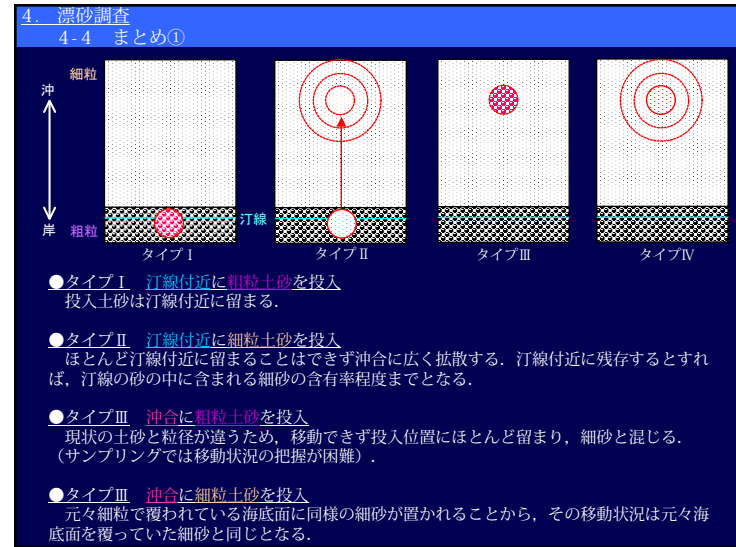 4. 漂砂調査
4-4 まとめ①
細粒
沖
岸
粗粒
汀線
タイプⅠ
タイプⅡ
タイプⅢ
タイプⅣ
●タイプⅠ 汀線付近に粗粒土砂を投入
投入土砂は汀線付近に留まる.
●タイプⅡ 汀線付近に細粒土砂を投入
ほとんど汀線付近に留まることはできず沖合に広く拡散する. 汀線付近に残存するとすれ
ば, 汀線の砂の中に含まれる細砂の含有率程度までとなる.
●タイプⅢ 沖合に粗粒土砂を投入
現状の土砂と粒径が違うため, 移動できず投入位置にほとんど留まり, 細砂と混じる.
(サンプリングでは移動状況の把握が困難).
●タイプⅢ 沖合に細粒土砂を投入
元々細粒で覆われている海底面に同様の細砂が置かれることから, その移動状況は元々海
底面を覆っていた細砂と同じとなる.